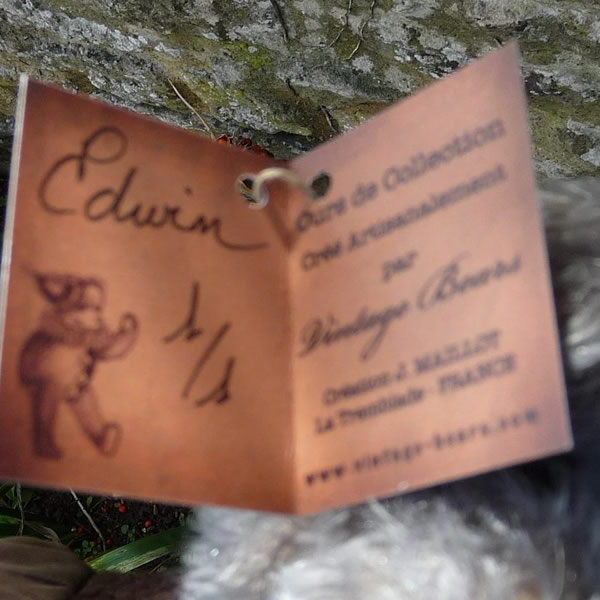 Edwin
1/1
Ours de Collection
Créé Artisanalement
par
Vintage Bears
Création J. MAILLOT
La Tremblade - FRANCE
www.vintage-bears.com